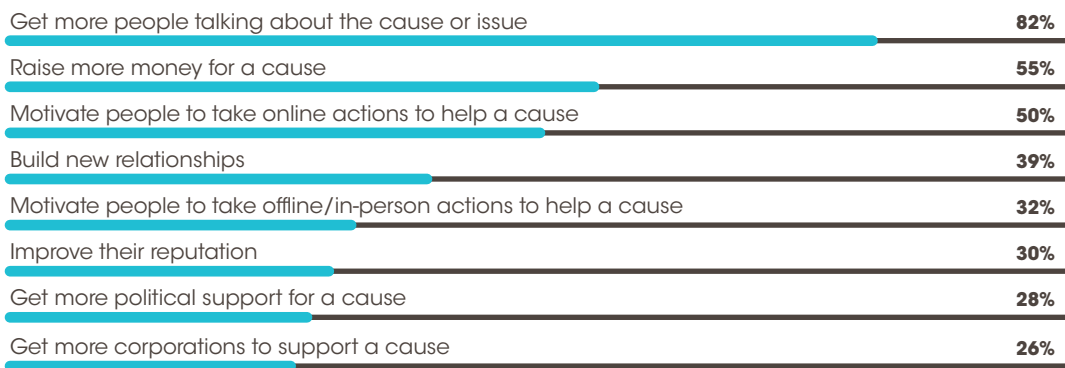 Get more people talking about the cause or issue 82%
Raise more money for a cause 55%
Motivate people to take online actions to help a cause 50%
Build new relationships 39%
Motivate people to take offline/in-person actions to help a cause 32%
Improve their reputation 30%
Get more political support for a cause 28%
Get more corporations to support a cause 26%